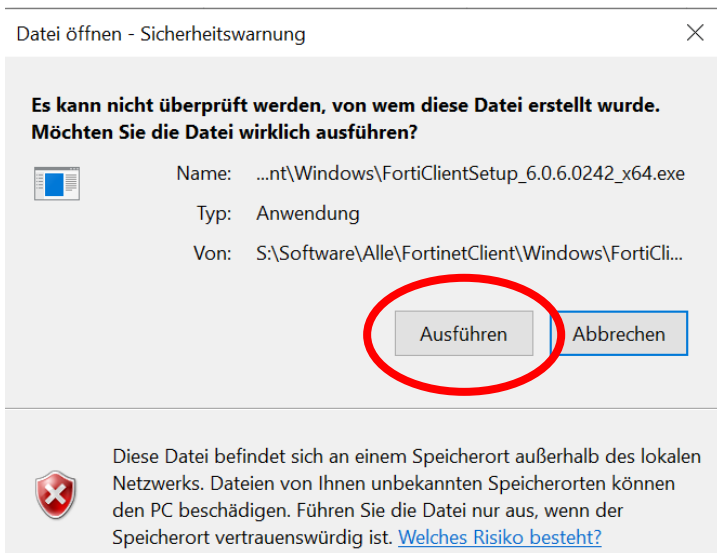 Datei öffnen - Sicherheitswarnung
Es kann nicht überprüft werden, von wem diese Datei erstellt wurde.
Möchten Sie die Datei wirklich ausführen?
Name: ...nt\Windows\FortiClientSetup_6.0.6.0242_x64.exe
Typ: Anwendung
Von: S:\Software\Alle\FortinetClient\Windows\FortiCli...
Ausführen Abbrechen
Diese Datei befindet sich an einem Speicherort außerhalb des lokalen
Netzwerks. Dateien von Ihnen unbekannten Speicherorten können
den PC beschädigen. Führen Sie die Datei nur aus, wenn der
Speicherort vertrauenswürdig ist. Welches Risiko besteht?